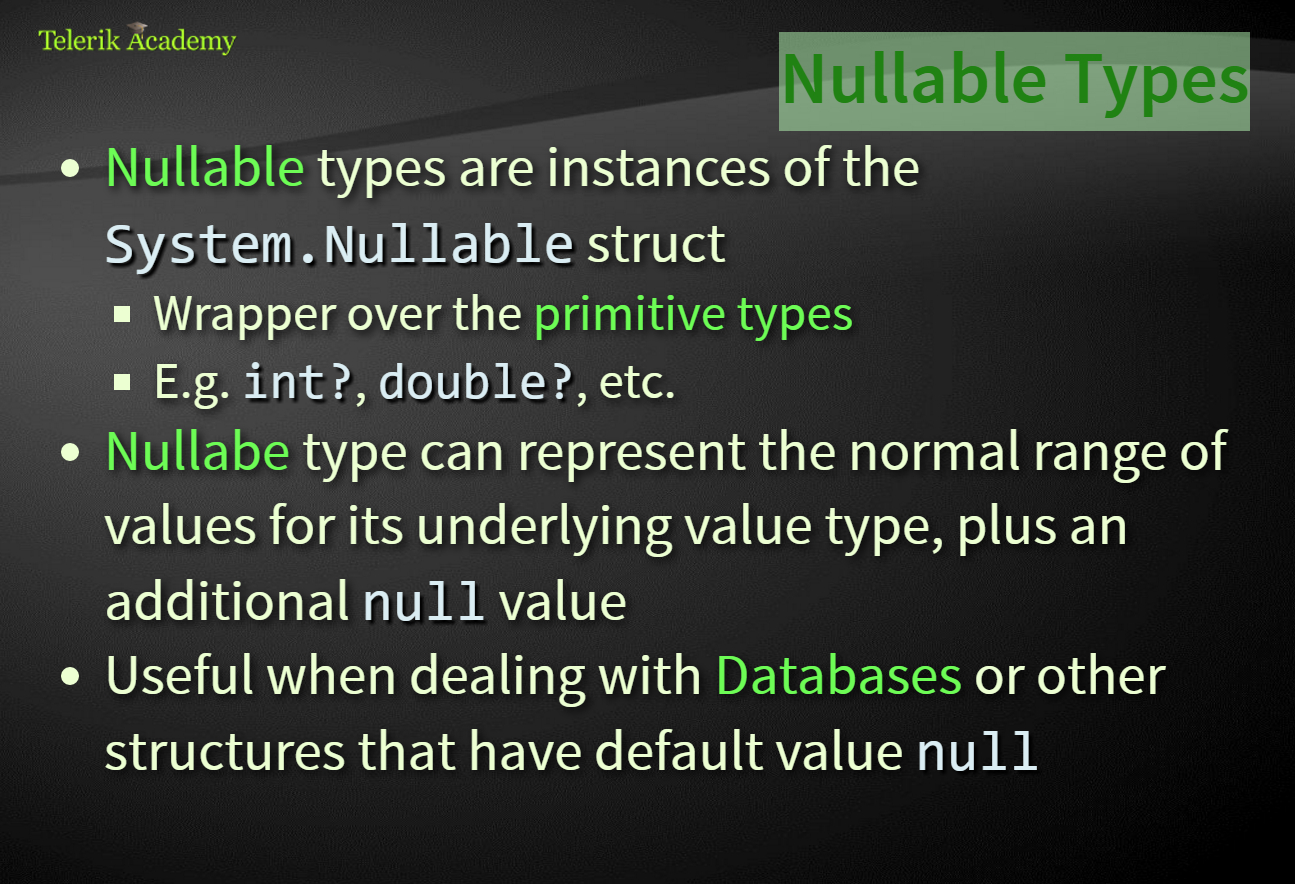 Telerik Academy
Nullable Types
• Nullable types are instances of the
System.Nullable struct
▪ Wrapper over the primitive types
▪ E.g. int?, double?, etc.
• Nullabe type can represent the normal range of
values for its underlying value type, plus an
additional null value
• Useful when dealing with Databases or other
structures that have default value null